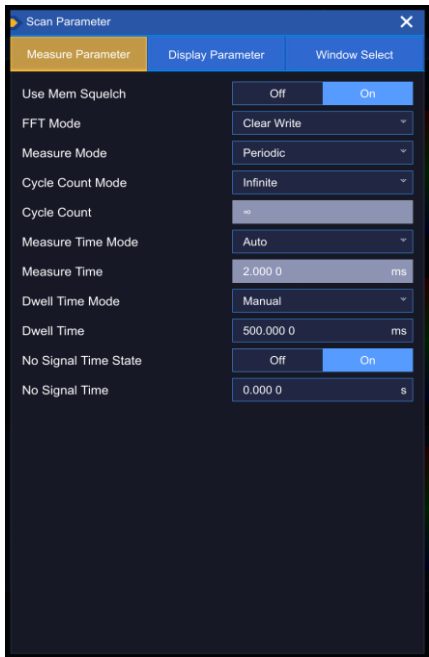 Scan Parameter
Measure Parameter Display Parameter Window Select
Use Mem Squelch Off On
FFT Mode Clear Write
Measure Mode Periodic
Cycle Count Mode Infinite
Cycle Count ∞
Measure Time Mode Auto
Measure Time 2.000 0 ms
Dwell Time Mode Manual
Dwell Time 500.000 0 ms
No Signal Time State Off On
No Signal Time 0.000 0 s